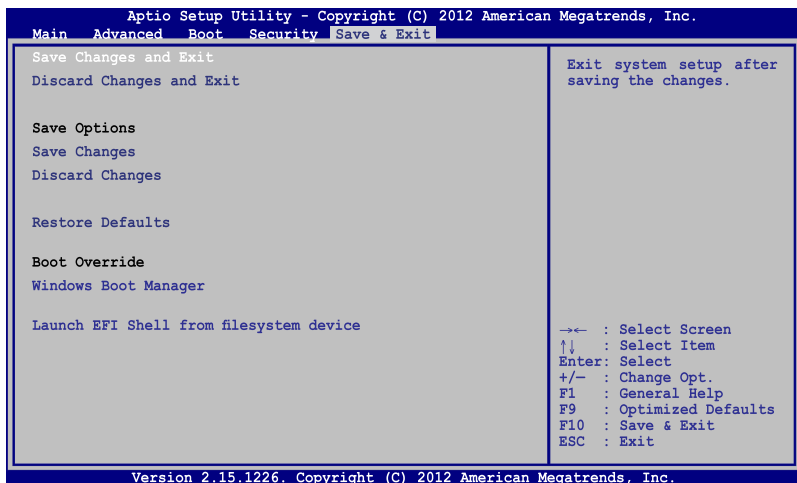 Aptio Setup Utility - Copyright (C) 2012 American Megatrends, Inc.
Main Advanced Boot Security Save & Exit
Save Changes and Exit
Discard Changes and Exit
Save Options
Save Changes
Discard Changes
Restore Defaults
Boot Override
Windows Boot Manager
Launch EFI Shell from filesystem device
Exit system setup after
saving the changes.
→← : Select Screen
↑↓ : Select Item
Enter: Select
+/— : Change Opt.
F1 : General Help
F9 : Optimized Defaults
F10 : Save & Exit
ESC : Exit
Version 2.15.1226. Copyright (C) 2012 American Megatrends, Inc.